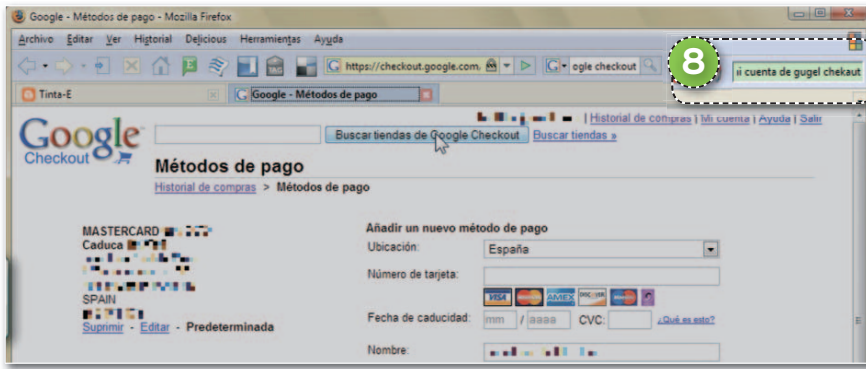 Google - Métodos de pago - Mozilla Firefox
Archivo Editar Ver Historial Delicious Herramientas Ayuda
https://checkout.google.com, ogle checkout
8
ii cuenta de gugel chekaut
Tinta-E Google - Métodos de pago
| Historial de compras | Mi cuenta | Ayuda | Salir
Google Checkout
Buscar tiendas de Google Checkout Buscar tiendas »
Métodos de pago
Historial de compras > Métodos de pago
MASTERCARD
Caduca
SPAIN
Suprimir - Editar - Predeterminada
Añadir un nuevo método de pago
Ubicación: España
Número de tarjeta:
VISA AMEX DISCOVER
Fecha de caducidad: mm / aaaa CVC: ¿Qué es esto?
Nombre: